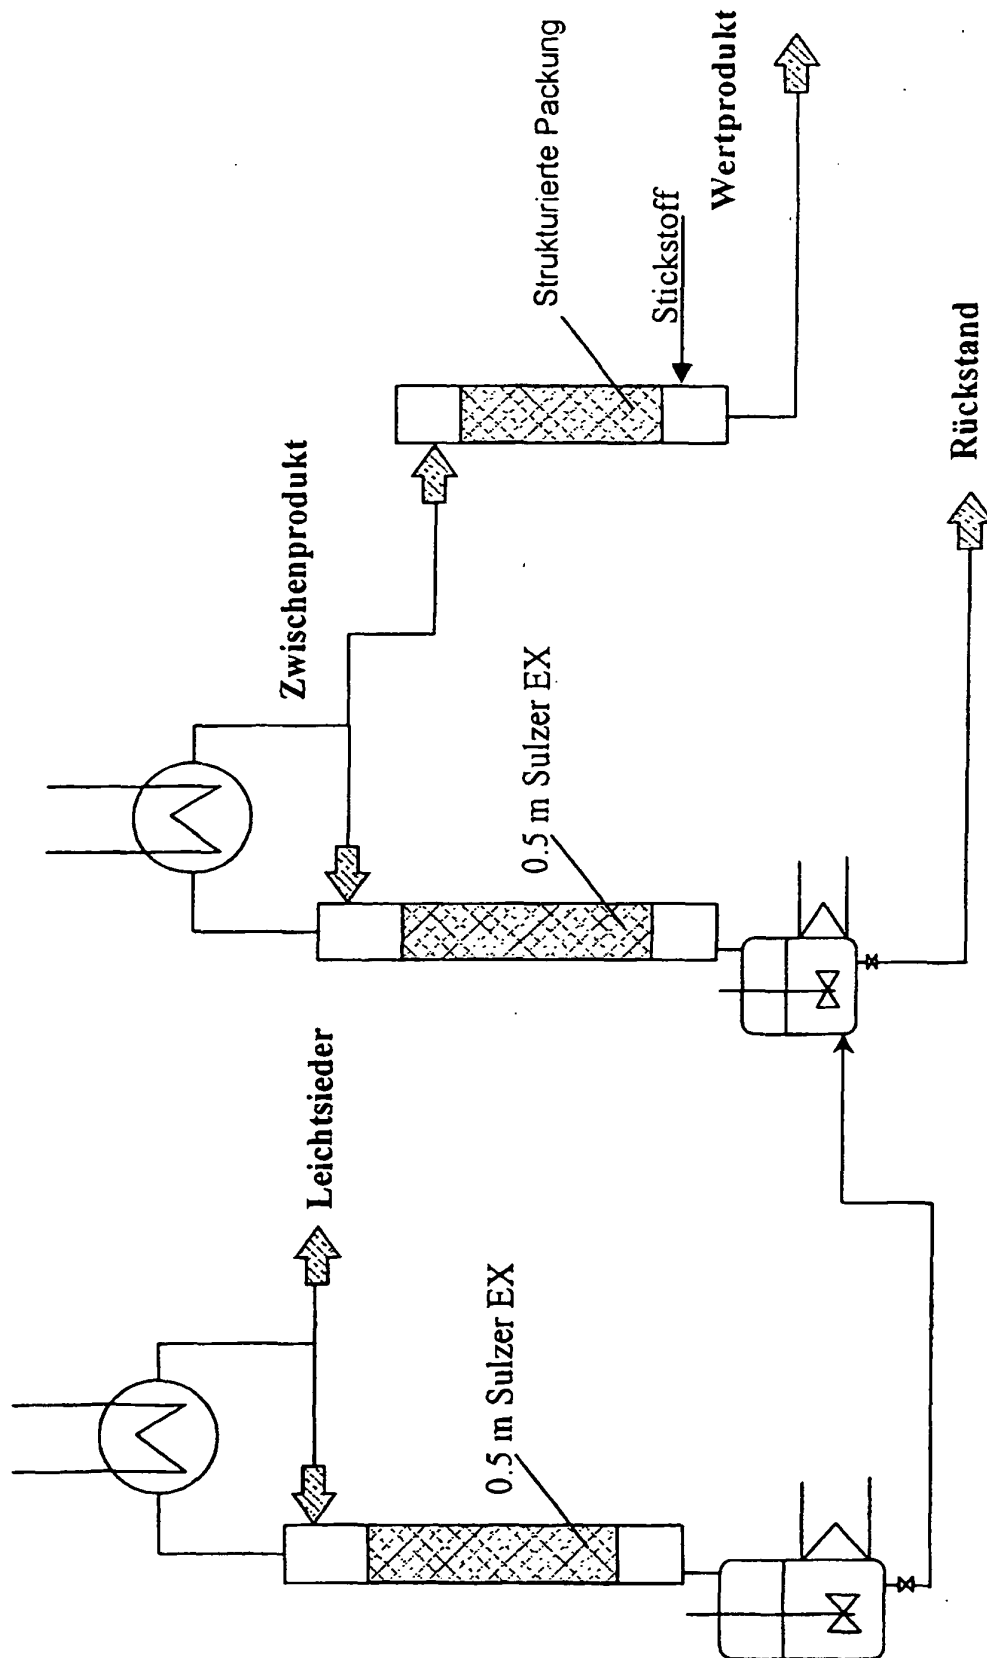 0.5 m Sulzer EX
Leichtsieder
0.5 m Sulzer EX
Zwischenprodukt
Strukturierte Packung
Stickstoff
Wertprodukt
Rückstand